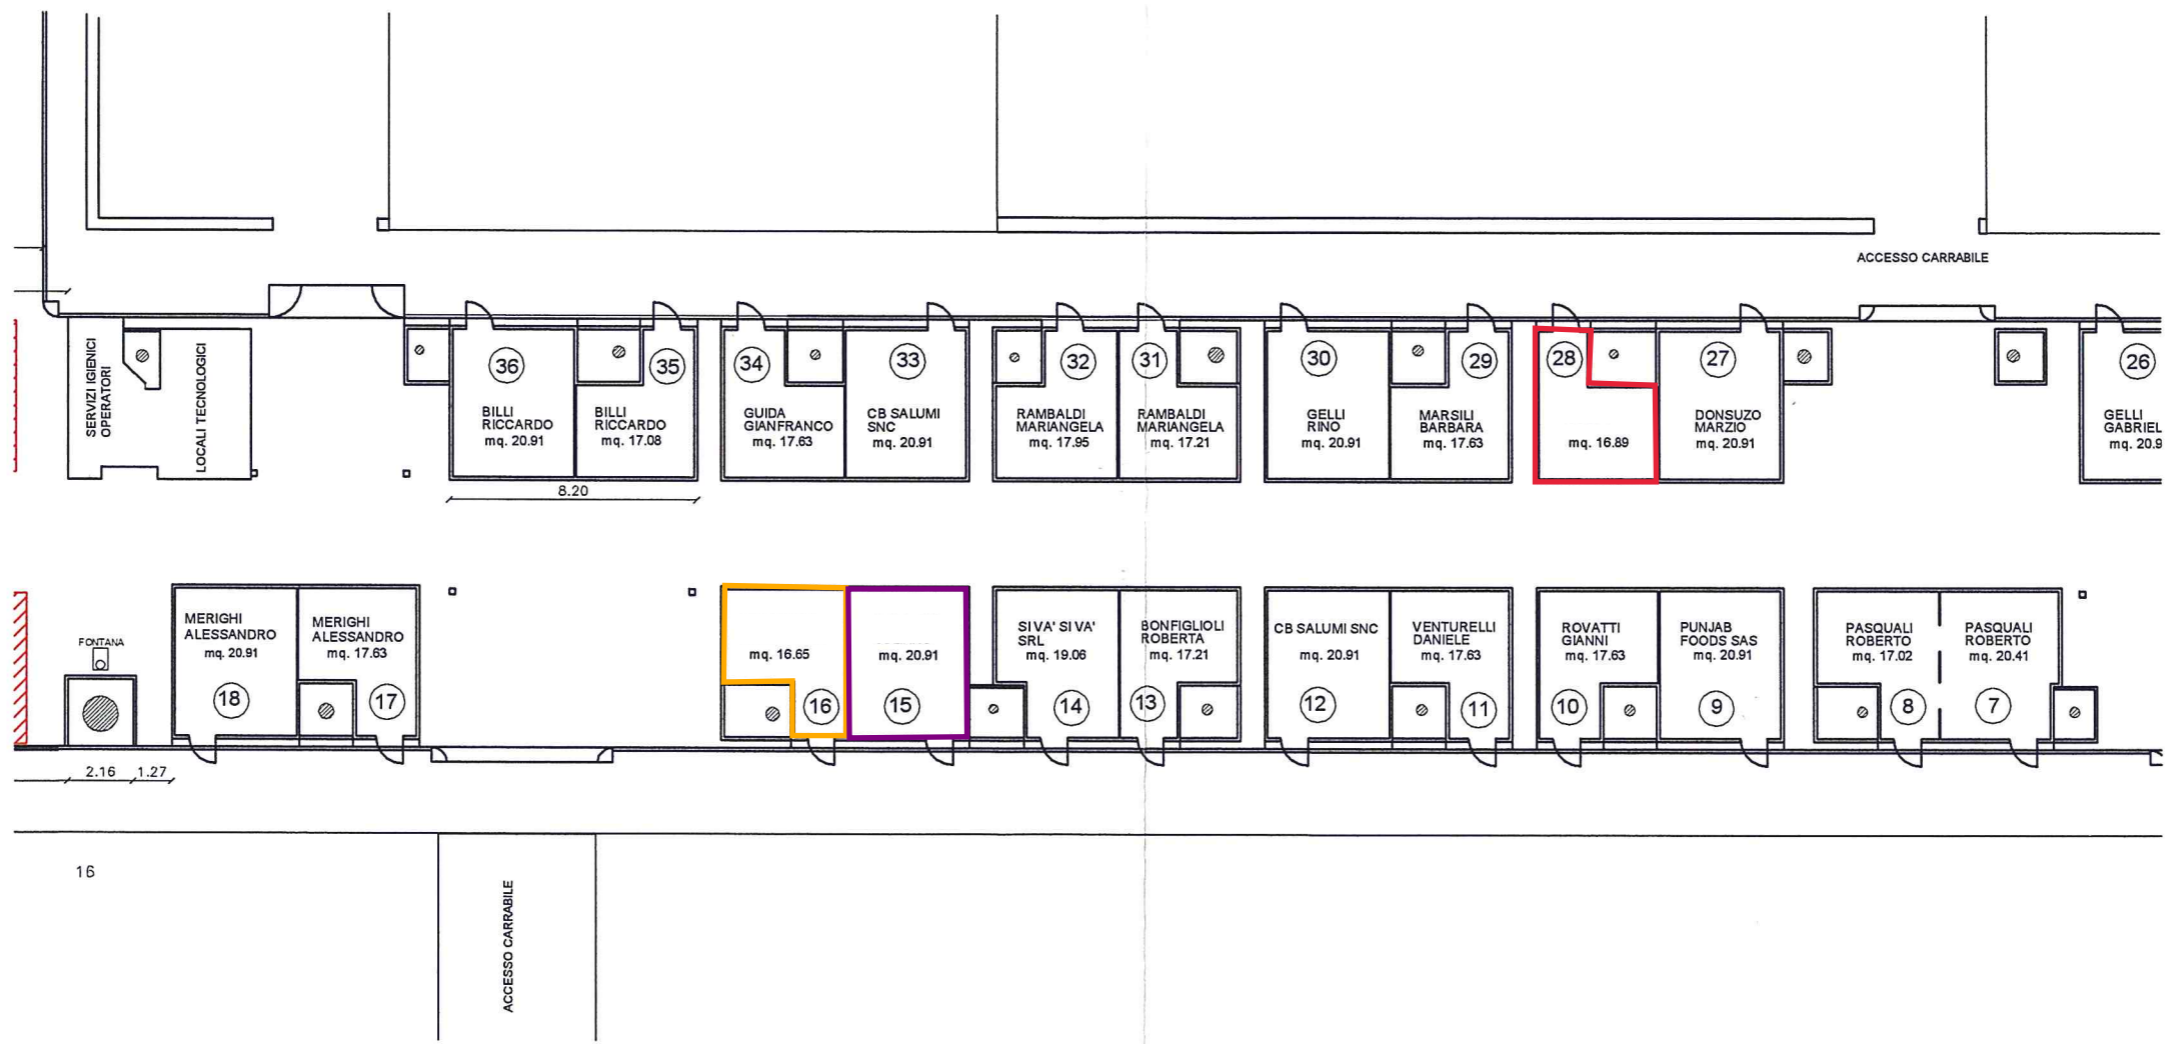 ACCESSO CARRABILE
SERVIZI IGIENICI
OPERATORI
LOCALI TECNOLOGICI
36
BILLI
RICCARDO
mq. 20.91
35
BILLI
RICCARDO
mq. 17.08
8.20
34
GUIDA
GIANFRANCO
mq. 17.63
33
CB SALUMI
SNC
mq. 20.91
32
RAMBALDI
MARIANGELA
mq. 17.95
31
RAMBALDI
MARIANGELA
mq. 17.21
30
GELLI
RINO
mq. 20.91
29
MARSILI
BARBARA
mq. 17.63
28
mq. 16.89
27
DONSUZO
MARZIO
mq. 20.91
26
GELLI
GABRIEL
mq. 20.9
FONTANA
MERIGHI
ALESSANDRO
mq. 20.91
18
MERIGHI
ALESSANDRO
mq. 17.63
17
mq. 16.65
16
mq. 20.91
15
SI VA' SI VA'
SRL
mq. 19.06
14
BONFIGLIOLI
ROBERTA
mq. 17.21
13
CB SALUMI SNC
mq. 20.91
12
VENTURELLI
DANIELE
mq. 17.63
11
ROVATTI
GIANNI
mq. 17.63
10
PUNJAB
FOODS SAS
mq. 20.91
9
PASQUALI
ROBERTO
mq. 17.02
8
PASQUALI
ROBERTO
mq. 20.41
7
2.16
1.27
16
ACCESSO CARRABILE